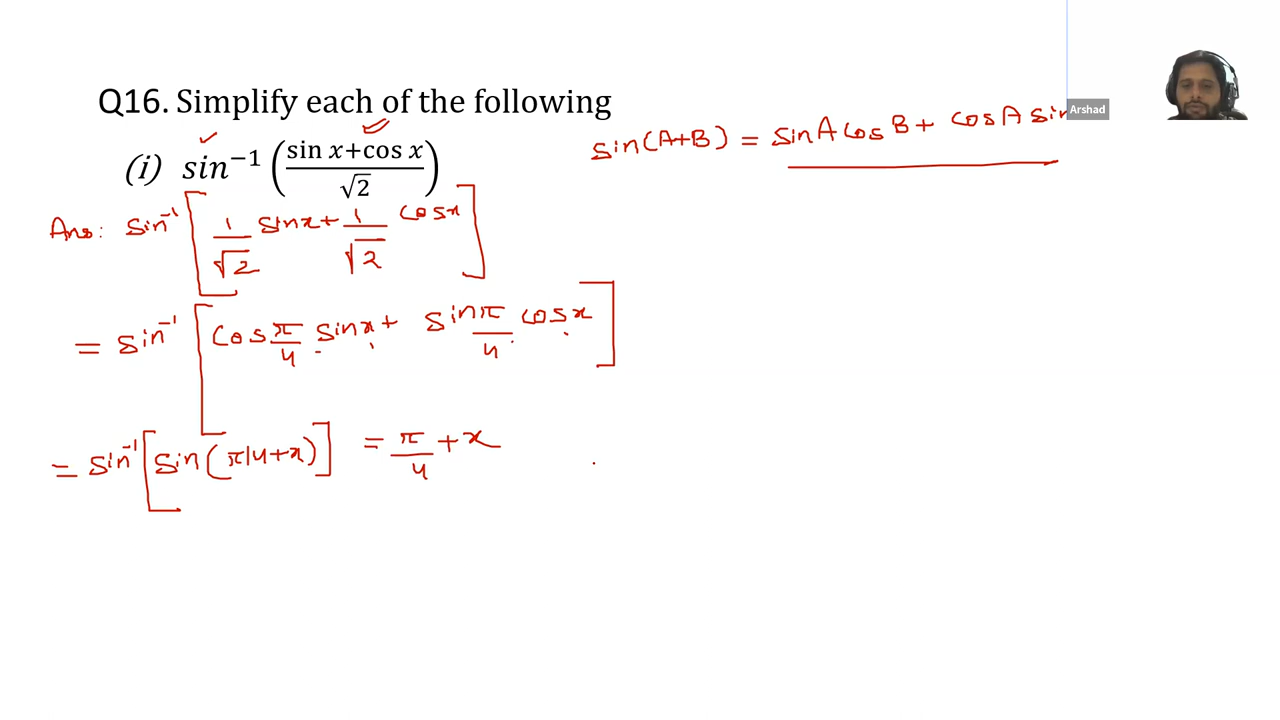 Q16. Simplify each of the following
(i) sin⁻¹ ((sin x+cos x)/√2)
sin(A+B) = sinA cosB + cosA sin
Arshad
Ans: sin⁻¹ [1/√2 sinx + 1/√2 cosx]
= sin⁻¹ [cos π/4 sinx + sin π/4 cosx]
= sin⁻¹ [sin (π/4+x)] = π/4 + x